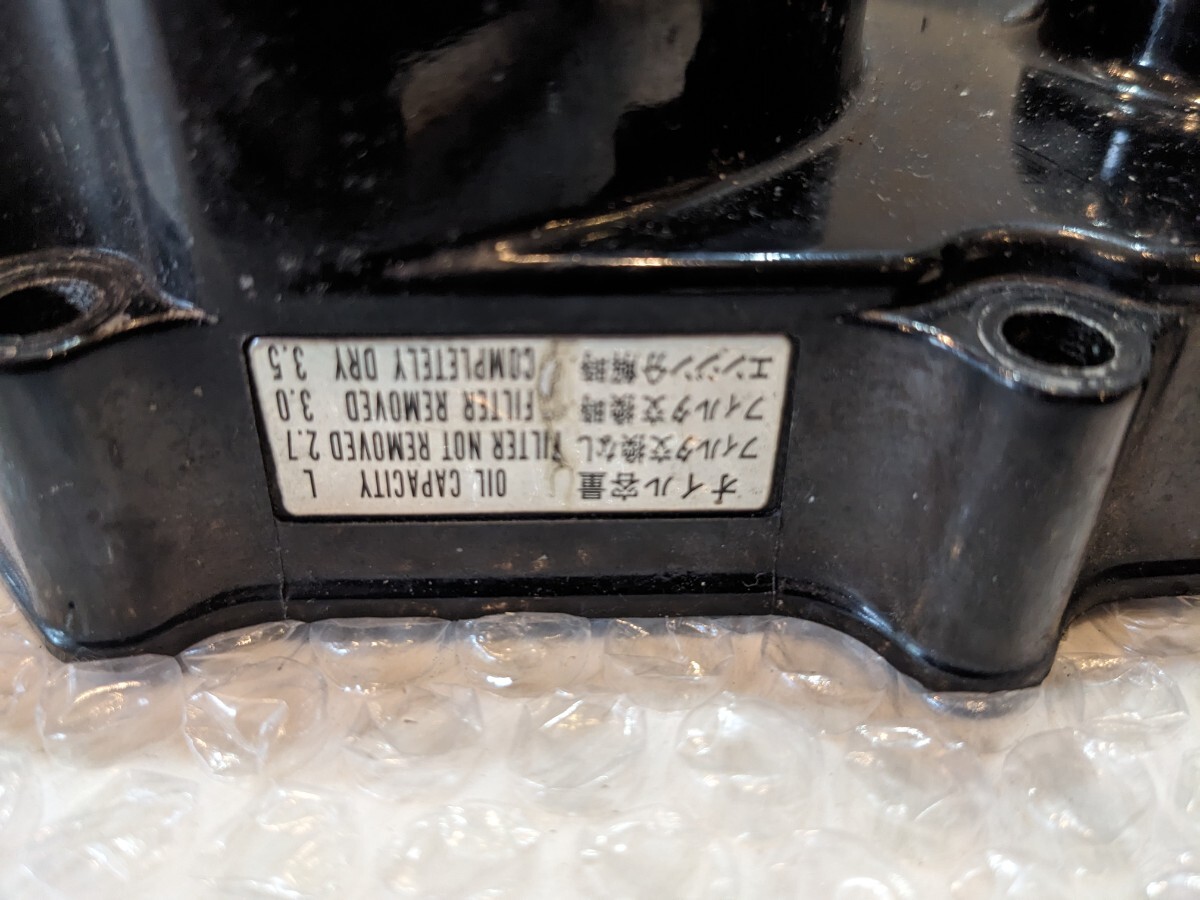 オイル容量 OIL CAPACITY L
フィルタ交換なし FILTER NOT REMOVED 2.7
フィルタ交換時 FILTER REMOVED 3.0
エンジン分解時 COMPLETELY DRY 3.5